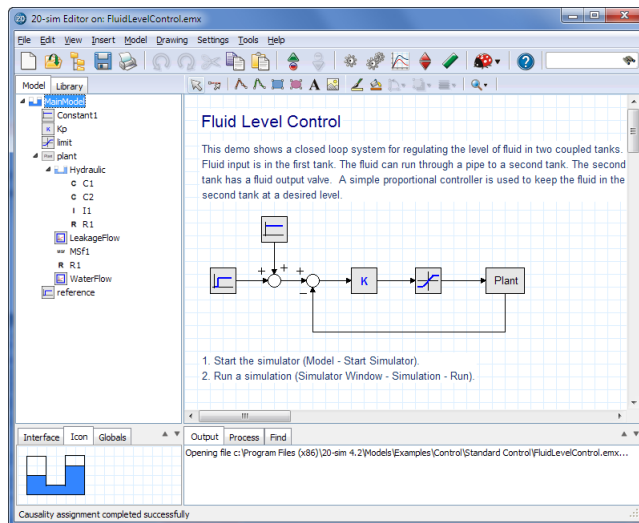 20-sim Editor on: FluidLevelControl.emx
File Edit View Insert Model Drawing Settings Tools Help
Model Library
MainModel
Constant1
K Kp
limit
Plant plant
Hydraulic
C C1
C C2
I I1
R R1
LeakageFlow
MSf1
R R1
WaterFlow
reference
Fluid Level Control
This demo shows a closed loop system for regulating the level of fluid in two coupled tanks.
Fluid input is in the first tank. The fluid can run through a pipe to a second tank. The second
tank has a fluid output valve. A simple proportional controller is used to keep the fluid in the
second tank at a desired level.
+ + +
−
K
Plant
1. Start the simulator (Model - Start Simulator).
2. Run a simulation (Simulator Window - Simulation - Run).
Interface Icon Globals
Output Process Find
Opening file c:\Program Files (x86)\20-sim 4.2\Models\Examples\Control\Standard Control\FluidLevelControl.emx...
Causality assignment completed successfully